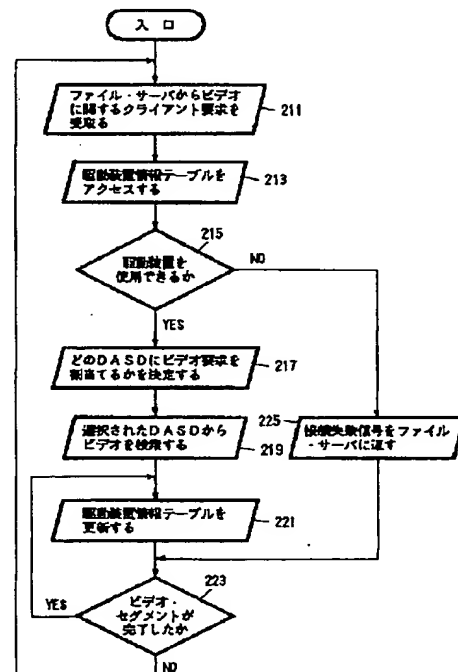 入口
ファイル・サーバからビデオ
に関するクライアント要求を
受取る
211
駆動装置情報テーブルを
アクセスする
213
215
駆動装置を
使用できるか
NO
YES
どのDASDにビデオ要求を
割当てるかを決定する
217
選択されたDASDから
ビデオを検索する
219
225
接続失敗信号をファイル
・サーバに返す
駆動装置情報テーブルを
更新する
221
223
ビデオ・
セグメントが
完了したか
YES
NO